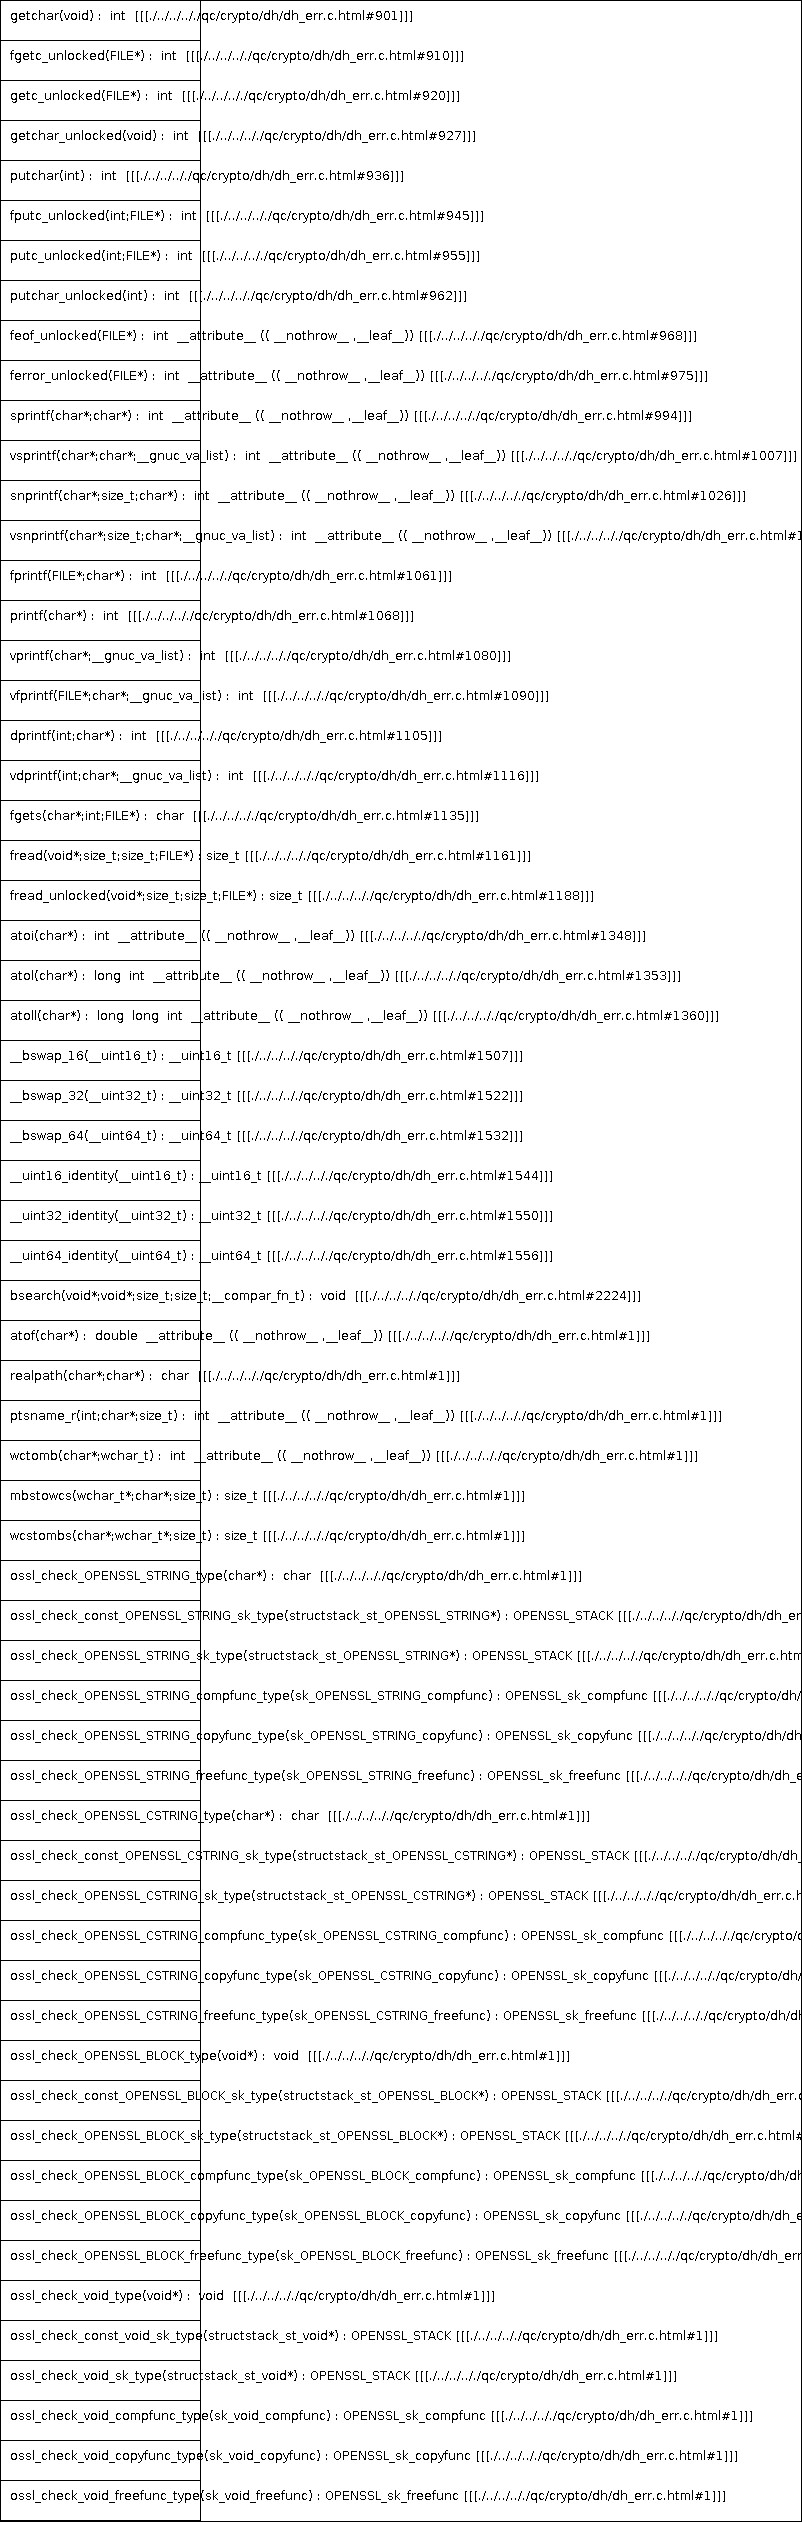 getchar(void) :  int  [[[./../../././qc/crypto/dh/dh_err.c.html#901]]]
fgetc_unlocked(FILE*) :  int  [[[./../../././qc/crypto/dh/dh_err.c.html#910]]]
getc_unlocked(FILE*) :  int  [[[./../../././qc/crypto/dh/dh_err.c.html#920]]]
getchar_unlocked(void) :  int  [[[./../../././qc/crypto/dh/dh_err.c.html#927]]]
putchar(int) :  int  [[[./../../././qc/crypto/dh/dh_err.c.html#936]]]
fputc_unlocked(int;FILE*) :  int  [[[./../../././qc/crypto/dh/dh_err.c.html#945]]]
putc_unlocked(int;FILE*) :  int  [[[./../../././qc/crypto/dh/dh_err.c.html#955]]]
putchar_unlocked(int) :  int  [[[./../../././qc/crypto/dh/dh_err.c.html#962]]]
feof_unlocked(FILE*) :  int  __attribute__ (( __nothrow__ ,__leaf__)) [[[./../../././qc/crypto/dh/dh_err.c.html#968]]]
ferror_unlocked(FILE*) :  int  __attribute__ (( __nothrow__ ,__leaf__)) [[[./../../././qc/crypto/dh/dh_err.c.html#975]]]
sprintf(char*;char*) :  int  __attribute__ (( __nothrow__ ,__leaf__)) [[[./../../././qc/crypto/dh/dh_err.c.html#994]]]
vsprintf(char*;char*;__gnuc_va_list) :  int  __attribute__ (( __nothrow__ ,__leaf__)) [[[./../../././qc/crypto/dh/dh_err.c.html#1007]]]
snprintf(char*;size_t;char*) :  int  __attribute__ (( __nothrow__ ,__leaf__)) [[[./../../././qc/crypto/dh/dh_err.c.html#1026]]]
vsnprintf(char*;size_t;char*;__gnuc_va_list) :  int  __attribute__ (( __nothrow__ ,__leaf__)) [[[./../../././qc/crypto/dh/dh_err.c.html#1
fprintf(FILE*;char*) :  int  [[[./../../././qc/crypto/dh/dh_err.c.html#1061]]]
printf(char*) :  int  [[[./../../././qc/crypto/dh/dh_err.c.html#1068]]]
vprintf(char*;__gnuc_va_list) :  int  [[[./../../././qc/crypto/dh/dh_err.c.html#1080]]]
vfprintf(FILE*;char*;__gnuc_va_list) :  int  [[[./../../././qc/crypto/dh/dh_err.c.html#1090]]]
dprintf(int;char*) :  int  [[[./../../././qc/crypto/dh/dh_err.c.html#1105]]]
vdprintf(int;char*;__gnuc_va_list) :  int  [[[./../../././qc/crypto/dh/dh_err.c.html#1116]]]
fgets(char*;int;FILE*) :  char  [[[./../../././qc/crypto/dh/dh_err.c.html#1135]]]
fread(void*;size_t;size_t;FILE*) : size_t [[[./../../././qc/crypto/dh/dh_err.c.html#1161]]]
fread_unlocked(void*;size_t;size_t;FILE*) : size_t [[[./../../././qc/crypto/dh/dh_err.c.html#1188]]]
atoi(char*) :  int  __attribute__ (( __nothrow__ ,__leaf__)) [[[./../../././qc/crypto/dh/dh_err.c.html#1348]]]
atol(char*) :  long  int  __attribute__ (( __nothrow__ ,__leaf__)) [[[./../../././qc/crypto/dh/dh_err.c.html#1353]]]
atoll(char*) :  long  long  int  __attribute__ (( __nothrow__ ,__leaf__)) [[[./../../././qc/crypto/dh/dh_err.c.html#1360]]]
__bswap_16(__uint16_t) : __uint16_t [[[./../../././qc/crypto/dh/dh_err.c.html#1507]]]
__bswap_32(__uint32_t) : __uint32_t [[[./../../././qc/crypto/dh/dh_err.c.html#1522]]]
__bswap_64(__uint64_t) : __uint64_t [[[./../../././qc/crypto/dh/dh_err.c.html#1532]]]
__uint16_identity(__uint16_t) : __uint16_t [[[./../../././qc/crypto/dh/dh_err.c.html#1544]]]
__uint32_identity(__uint32_t) : __uint32_t [[[./../../././qc/crypto/dh/dh_err.c.html#1550]]]
__uint64_identity(__uint64_t) : __uint64_t [[[./../../././qc/crypto/dh/dh_err.c.html#1556]]]
bsearch(void*;void*;size_t;size_t;__compar_fn_t) :  void  [[[./../../././qc/crypto/dh/dh_err.c.html#2224]]]
atof(char*) :  double  __attribute__ (( __nothrow__ ,__leaf__)) [[[./../../././qc/crypto/dh/dh_err.c.html#1]]]
realpath(char*;char*) :  char  [[[./../../././qc/crypto/dh/dh_err.c.html#1]]]
ptsname_r(int;char*;size_t) :  int  __attribute__ (( __nothrow__ ,__leaf__)) [[[./../../././qc/crypto/dh/dh_err.c.html#1]]]
wctomb(char*;wchar_t) :  int  __attribute__ (( __nothrow__ ,__leaf__)) [[[./../../././qc/crypto/dh/dh_err.c.html#1]]]
mbstowcs(wchar_t*;char*;size_t) : size_t [[[./../../././qc/crypto/dh/dh_err.c.html#1]]]
wcstombs(char*;wchar_t*;size_t) : size_t [[[./../../././qc/crypto/dh/dh_err.c.html#1]]]
ossl_check_OPENSSL_STRING_type(char*) :  char  [[[./../../././qc/crypto/dh/dh_err.c.html#1]]]
ossl_check_const_OPENSSL_STRING_sk_type(structstack_st_OPENSSL_STRING*) : OPENSSL_STACK [[[./../../././qc/crypto/dh/dh_er
ossl_check_OPENSSL_STRING_sk_type(structstack_st_OPENSSL_STRING*) : OPENSSL_STACK [[[./../../././qc/crypto/dh/dh_err.c.htm
ossl_check_OPENSSL_STRING_compfunc_type(sk_OPENSSL_STRING_compfunc) : OPENSSL_sk_compfunc [[[./../../././qc/crypto/dh/
ossl_check_OPENSSL_STRING_copyfunc_type(sk_OPENSSL_STRING_copyfunc) : OPENSSL_sk_copyfunc [[[./../../././qc/crypto/dh/dh
ossl_check_OPENSSL_STRING_freefunc_type(sk_OPENSSL_STRING_freefunc) : OPENSSL_sk_freefunc [[[./../../././qc/crypto/dh/dh_e
ossl_check_OPENSSL_CSTRING_type(char*) :  char  [[[./../../././qc/crypto/dh/dh_err.c.html#1]]]
ossl_check_const_OPENSSL_CSTRING_sk_type(structstack_st_OPENSSL_CSTRING*) : OPENSSL_STACK [[[./../../././qc/crypto/dh/dh_
ossl_check_OPENSSL_CSTRING_sk_type(structstack_st_OPENSSL_CSTRING*) : OPENSSL_STACK [[[./../../././qc/crypto/dh/dh_err.c.h
ossl_check_OPENSSL_CSTRING_compfunc_type(sk_OPENSSL_CSTRING_compfunc) : OPENSSL_sk_compfunc [[[./../../././qc/crypto/d
ossl_check_OPENSSL_CSTRING_copyfunc_type(sk_OPENSSL_CSTRING_copyfunc) : OPENSSL_sk_copyfunc [[[./../../././qc/crypto/dh/
ossl_check_OPENSSL_CSTRING_freefunc_type(sk_OPENSSL_CSTRING_freefunc) : OPENSSL_sk_freefunc [[[./../../././qc/crypto/dh/dh
ossl_check_OPENSSL_BLOCK_type(void*) :  void  [[[./../../././qc/crypto/dh/dh_err.c.html#1]]]
ossl_check_const_OPENSSL_BLOCK_sk_type(structstack_st_OPENSSL_BLOCK*) : OPENSSL_STACK [[[./../../././qc/crypto/dh/dh_err.c
ossl_check_OPENSSL_BLOCK_sk_type(structstack_st_OPENSSL_BLOCK*) : OPENSSL_STACK [[[./../../././qc/crypto/dh/dh_err.c.html#
ossl_check_OPENSSL_BLOCK_compfunc_type(sk_OPENSSL_BLOCK_compfunc) : OPENSSL_sk_compfunc [[[./../../././qc/crypto/dh/dh
ossl_check_OPENSSL_BLOCK_copyfunc_type(sk_OPENSSL_BLOCK_copyfunc) : OPENSSL_sk_copyfunc [[[./../../././qc/crypto/dh/dh_e
ossl_check_OPENSSL_BLOCK_freefunc_type(sk_OPENSSL_BLOCK_freefunc) : OPENSSL_sk_freefunc [[[./../../././qc/crypto/dh/dh_err
ossl_check_void_type(void*) :  void  [[[./../../././qc/crypto/dh/dh_err.c.html#1]]]
ossl_check_const_void_sk_type(structstack_st_void*) : OPENSSL_STACK [[[./../../././qc/crypto/dh/dh_err.c.html#1]]]
ossl_check_void_sk_type(structstack_st_void*) : OPENSSL_STACK [[[./../../././qc/crypto/dh/dh_err.c.html#1]]]
ossl_check_void_compfunc_type(sk_void_compfunc) : OPENSSL_sk_compfunc [[[./../../././qc/crypto/dh/dh_err.c.html#1]]]
ossl_check_void_copyfunc_type(sk_void_copyfunc) : OPENSSL_sk_copyfunc [[[./../../././qc/crypto/dh/dh_err.c.html#1]]]
ossl_check_void_freefunc_type(sk_void_freefunc) : OPENSSL_sk_freefunc [[[./../../././qc/crypto/dh/dh_err.c.html#1]]]